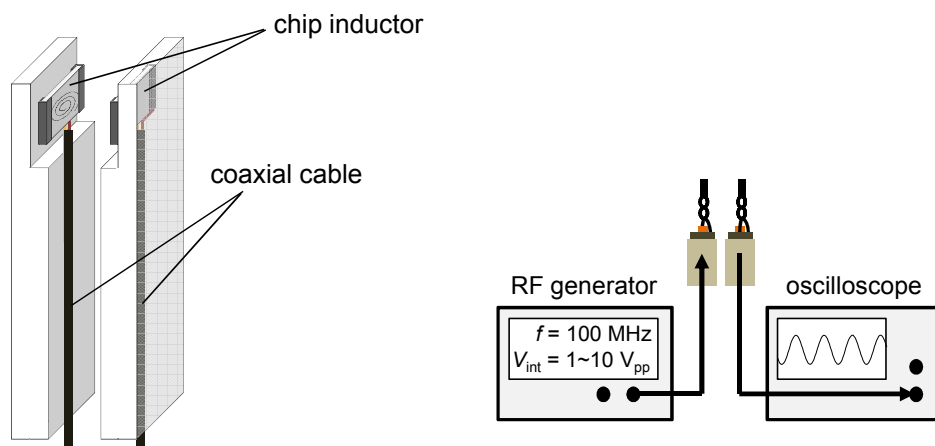 chip inductor
coaxial cable
RF generator
oscilloscope
f = 100 MHz
V_int = 1~10 V_pp